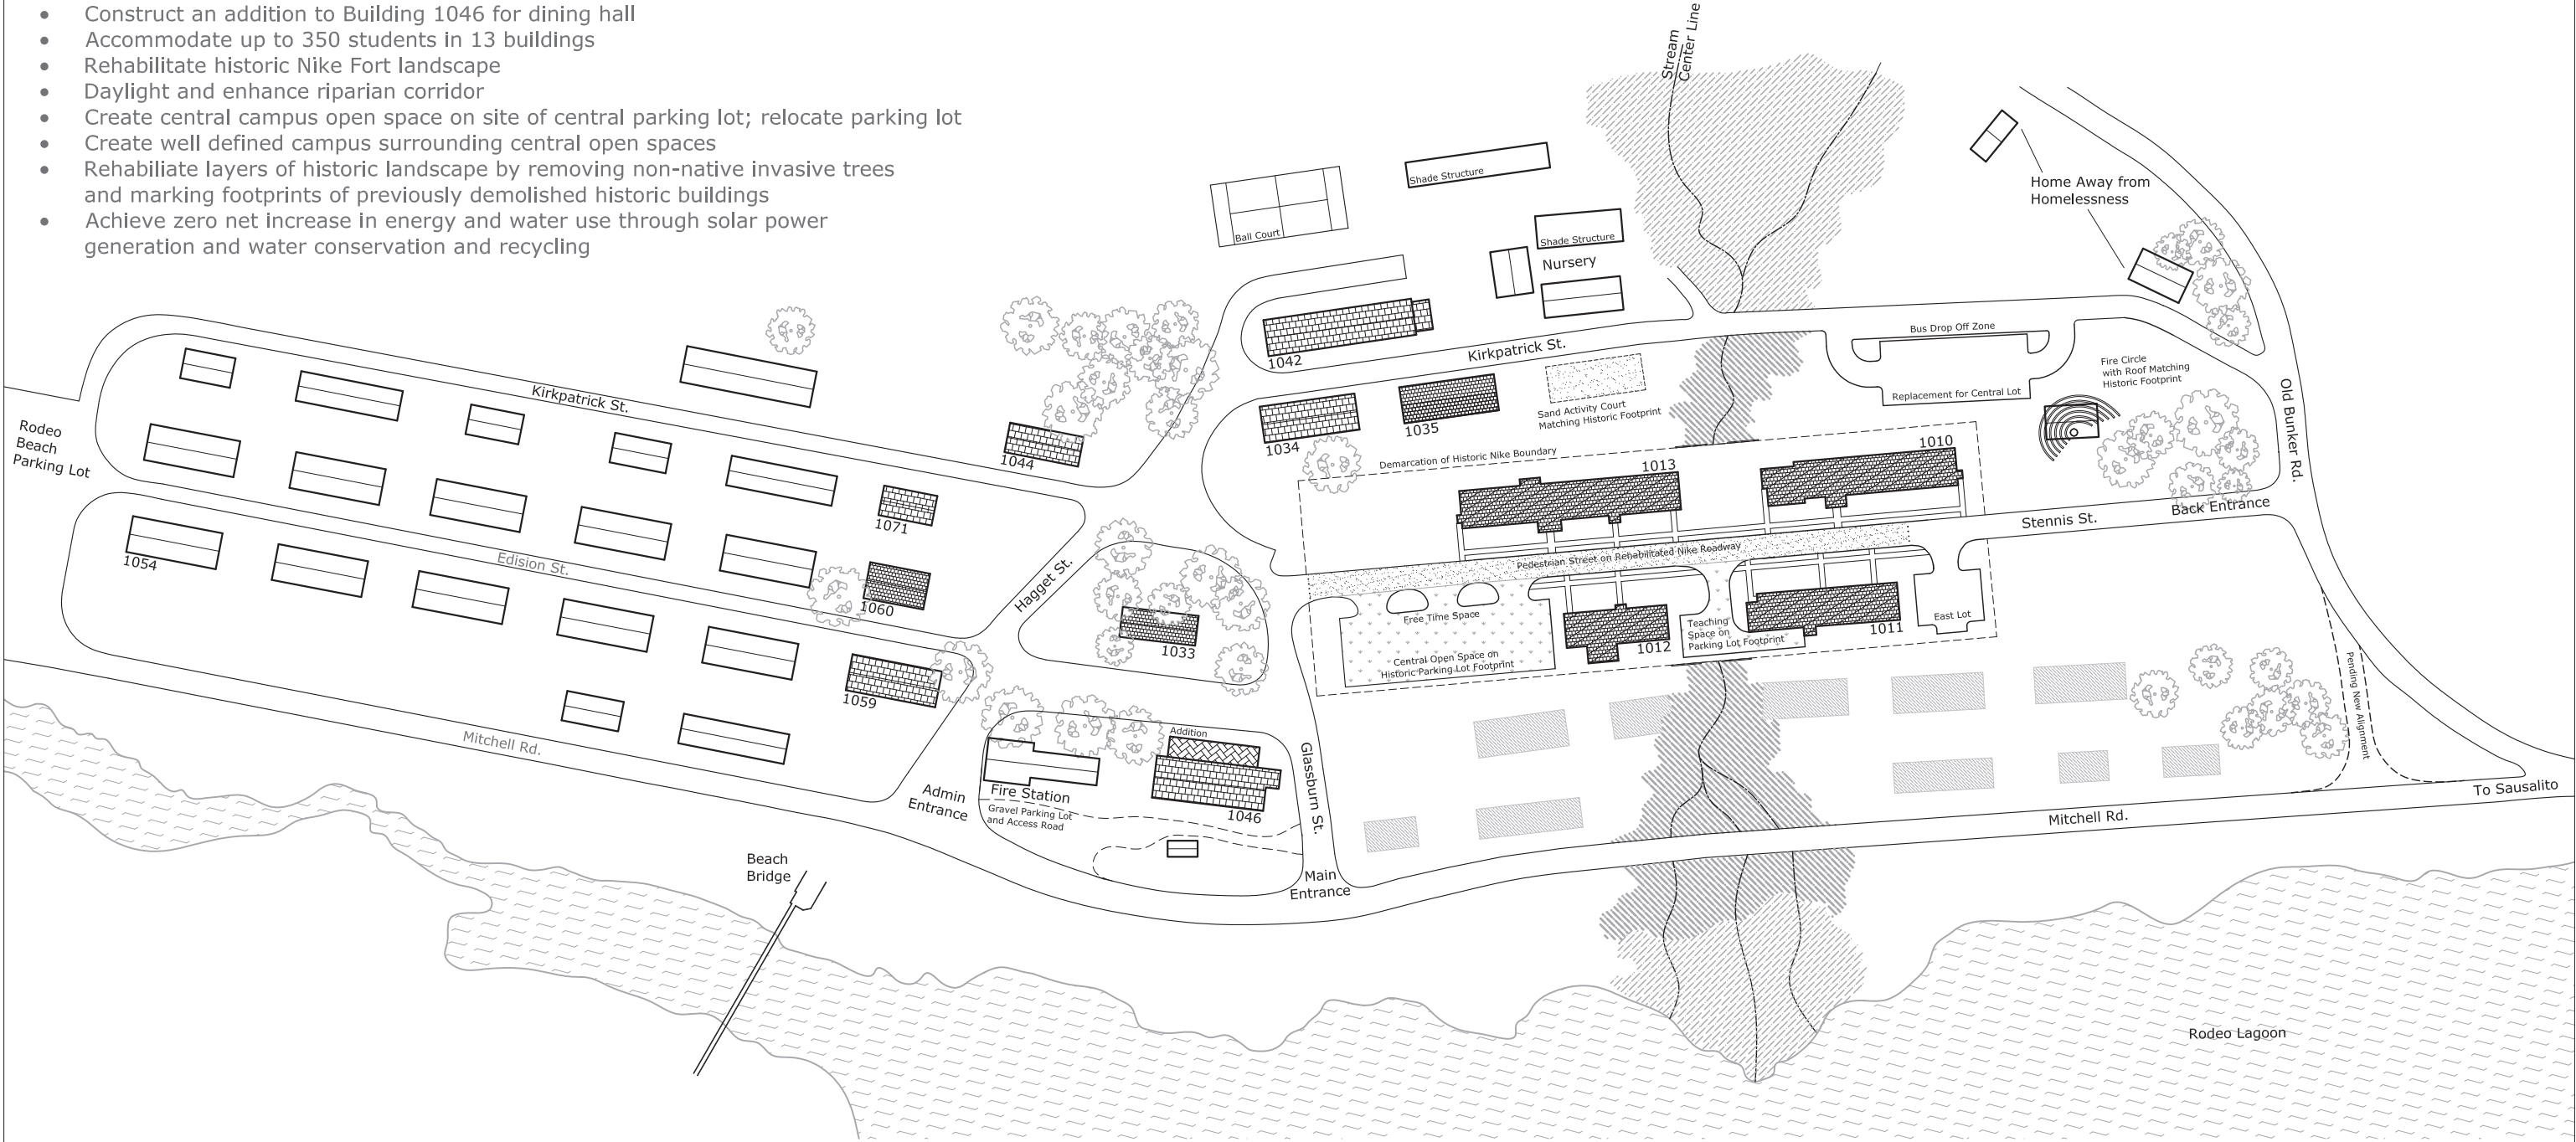 • Construct an addition to Building 1046 for dining hall
• Accommodate up to 350 students in 13 buildings
• Rehabilitate historic Nike Fort landscape
• Daylight and enhance riparian corridor
• Create central campus open space on site of central parking lot; relocate parking lot
• Create well defined campus surrounding central open spaces
• Rehabiliate layers of historic landscape by removing non-native invasive trees
and marking footprints of previously demolished historic buildings
• Achieve zero net increase in energy and water use through solar power
generation and water conservation and recycling
Stream
Center Line
Shade Structure
Ball Court
Shade Structure
Nursery
Home Away from
Homelessness
1042
Kirkpatrick St.
Bus Drop Off Zone
Replacement for Central Lot
Fire Circle
with Roof Matching
Historic Footprint
Old Bunker Rd.
Kirkpatrick St.
Rodeo
Beach
Parking Lot
1044
1034
1035
Sand Activity Court
Matching Historic Footprint
Demarcation of Historic Nike Boundary
1013
1010
1071
Back Entrance
Stennis St.
1054
Edision St.
1060
Hagget St.
1033
Pedestrian Street on Rehabilitated Nike Roadway
Free Time Space
Central Open Space on
Historic Parking Lot Footprint
1012
Teaching
Space on
Parking Lot Footprint
1011
East Lot
Pending New Alignment
1059
Mitchell Rd.
Addition
Fire Station
Gravel Parking Lot
and Access Road
1046
Glassburn St.
Admin
Entrance
Main
Entrance
Mitchell Rd.
To Sausalito
Beach
Bridge
Rodeo Lagoon